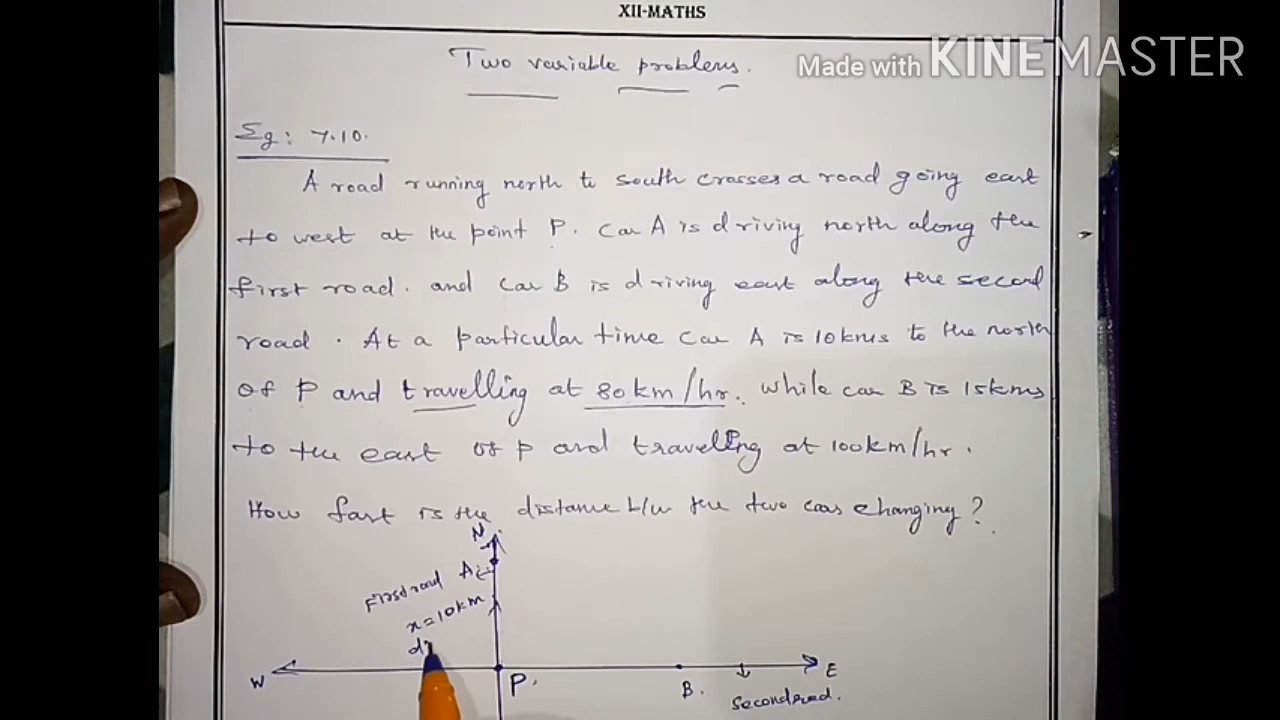 XII-MATHS
Made with KINEMASTER
Two variable problems.
Eg: 7.10.
A road running north to south crosses a road going east
to west at the point P. Car A is driving north along the
first road. and car B is driving east along the second
road. At a particular time car A is 10kms to the north
of P and travelling at 80km/hr. while car B is 15kms
to the east of P and traveling at 100km/hr.
How fast is the distance b/w the two cars changing?
N
First road A
x=10km
W
P.
B.
E
Second road.